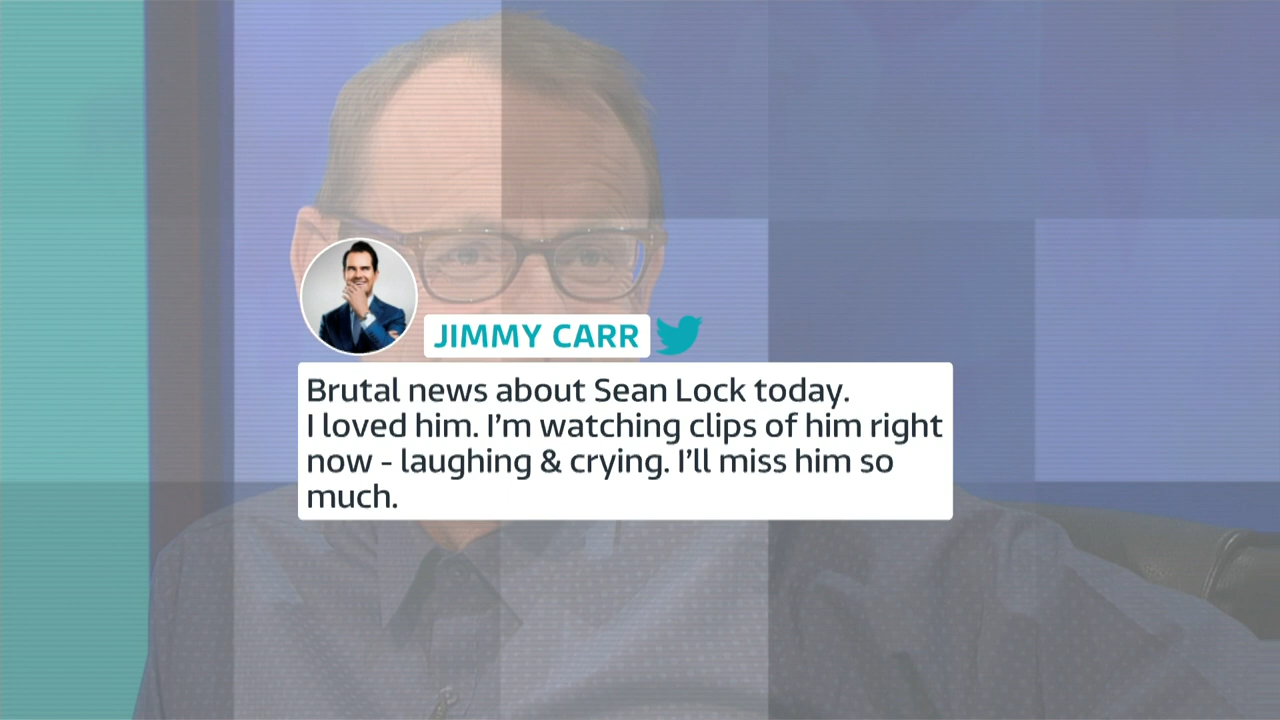 JIMMY CARR
Brutal news about Sean Lock today.
I loved him. I'm watching clips of him right
now - laughing & crying. I'll miss him so
much.